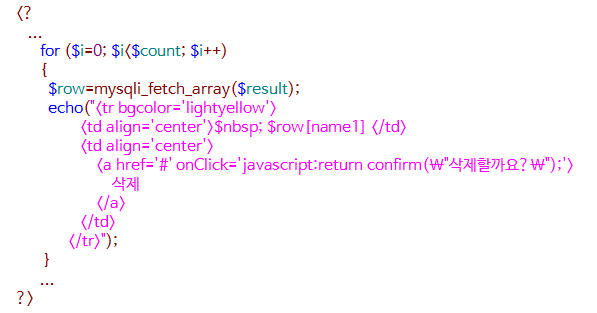 <?
...
for ($i=0; $i<$count; $i++)
{
$row=mysqli_fetch_array($result);
echo("<tr bgcolor='lightyellow'>
<td align='center'>$nbsp; $row[name1] </td>
<td align='center'>
<a href='#' onClick='javascript:return confirm(₩"삭제할까요?₩");'>
삭제
</a>
</td>
</tr>");
}
...
?>